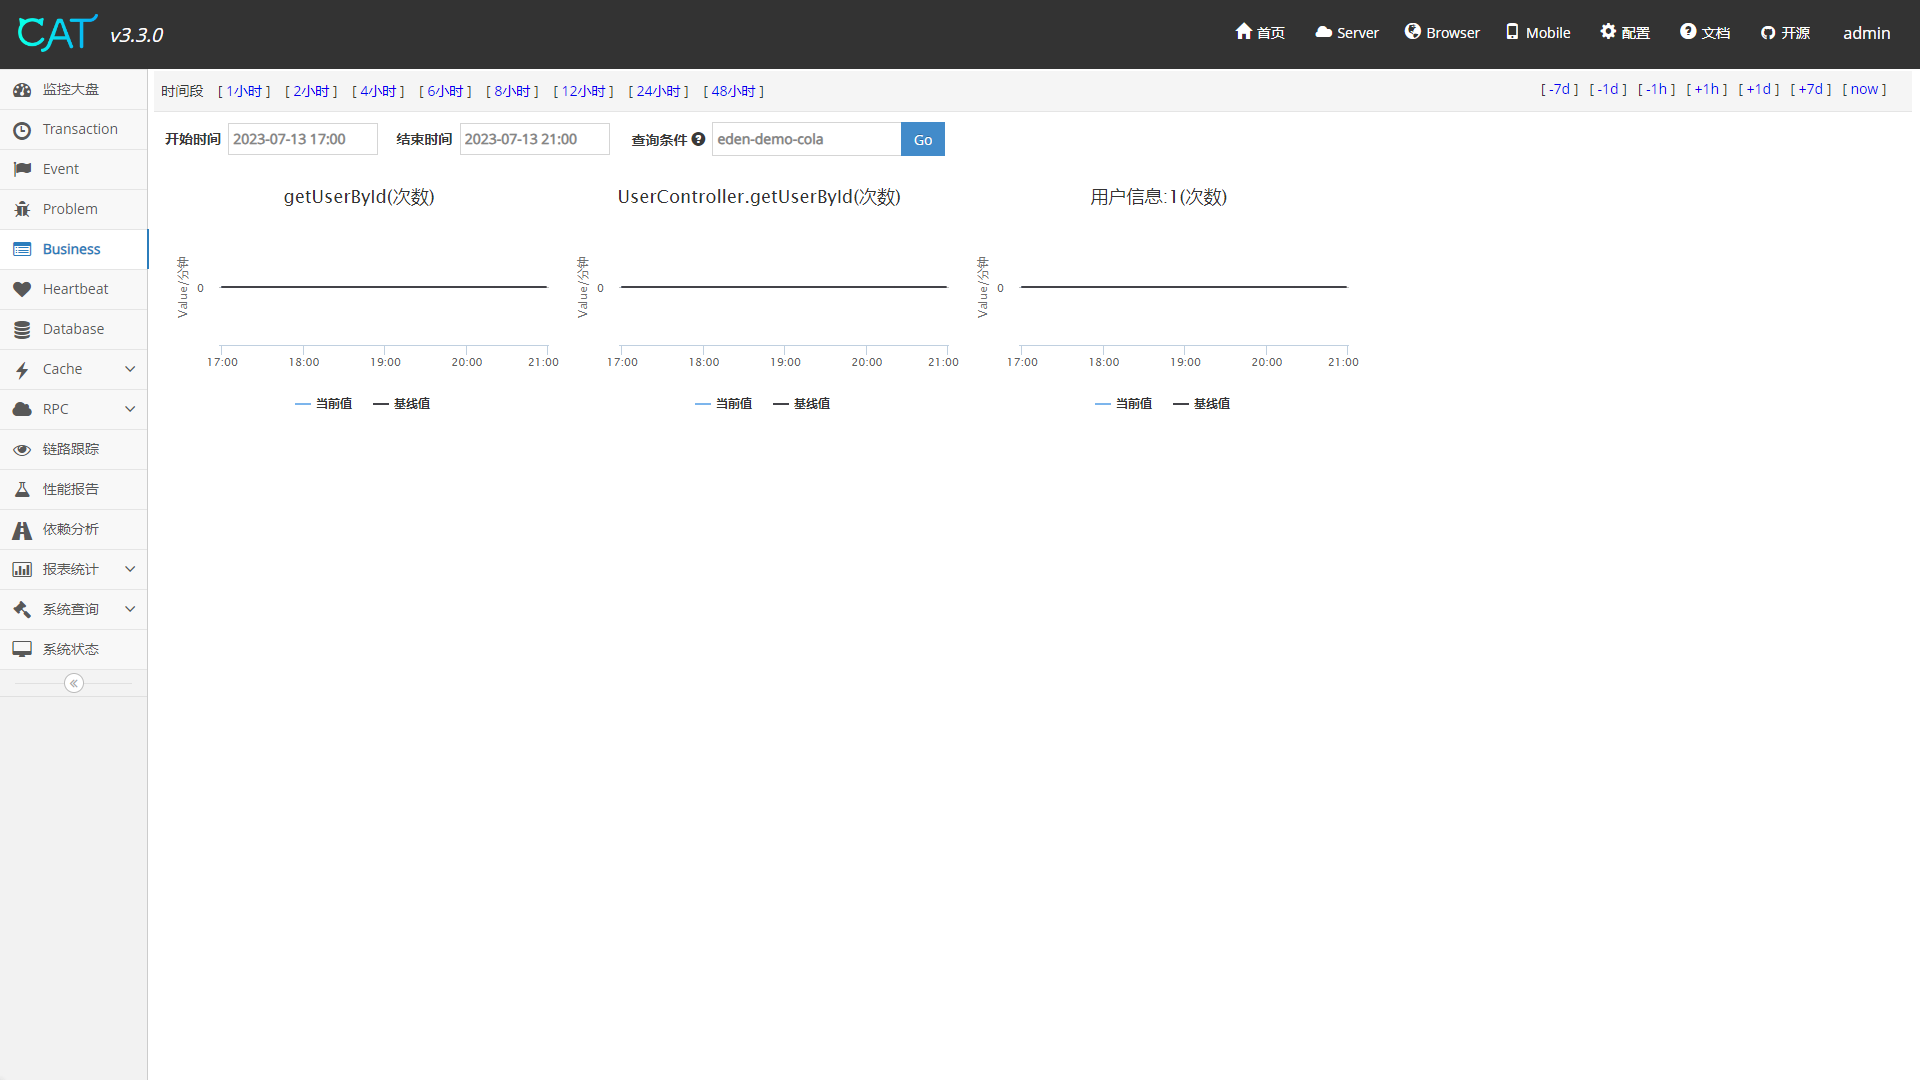 CAT v3.3.0
首页 Server Browser Mobile 配置 文档 开源 admin
监控大盘
Transaction
Event
Problem
Business
Heartbeat
Database
Cache
RPC
链路跟踪
性能报告
依赖分析
报表统计
系统查询
系统状态
时间段 [ 1小时 ] [ 2小时 ] [ 4小时 ] [ 6小时 ] [ 8小时 ] [ 12小时 ] [ 24小时 ] [ 48小时 ] [ -7d ] [ -1d ] [ -1h ] [ +1h ] [ +1d ] [ +7d ] [ now ]
开始时间 2023-07-13 17:00 结束时间 2023-07-13 21:00 查询条件 eden-demo-cola Go
getUserById(次数)
Value/分钟
0
17:00 18:00 19:00 20:00 21:00
当前值 基线值
UserController.getUserById(次数)
Value/分钟
0
17:00 18:00 19:00 20:00 21:00
当前值 基线值
用户信息:1(次数)
Value/分钟
0
17:00 18:00 19:00 20:00 21:00
当前值 基线值